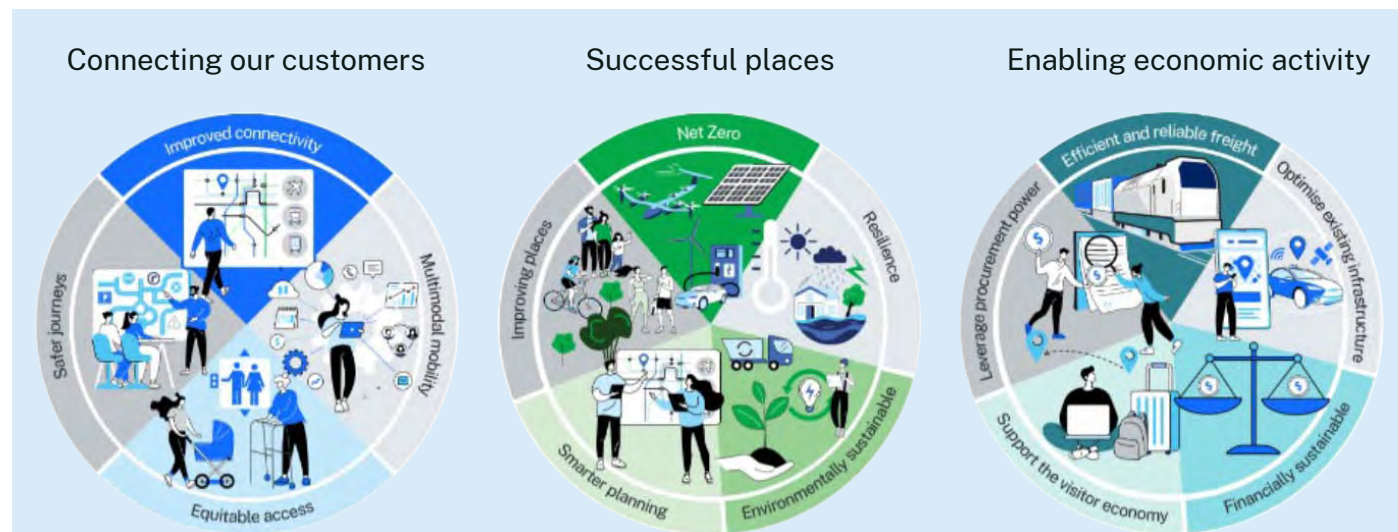 Connecting our customers
Improved connectivity
Multimodal mobility
Equitable access
Safer journeys
Successful places
Net Zero
Resilience
Environmentally sustainable
Smarter planning
Improving places
Enabling economic activity
Efficient and reliable freight
Optimise existing infrastructure
Financially sustainable
Support the visitor economy
Leverage procurement power
$
$
$
$